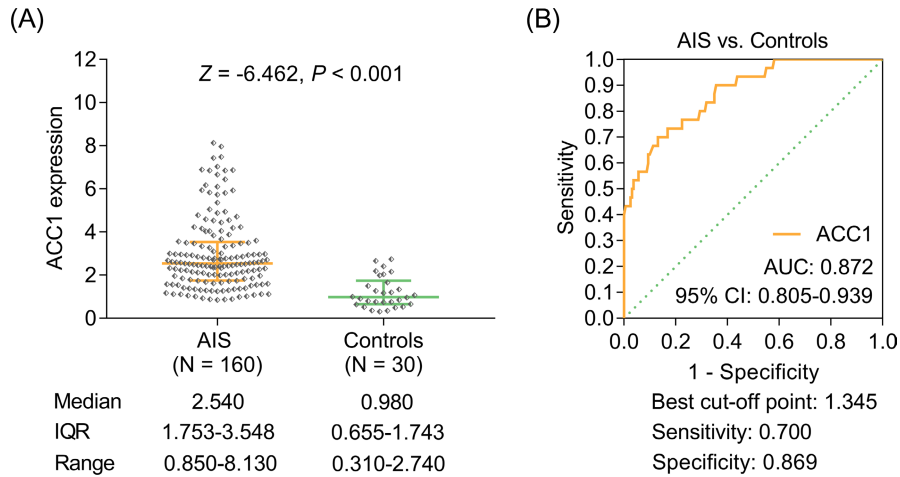 (A)
ACC1 expression
12
10
8
6
4
2
0
Z = -6.462, P < 0.001
AIS
(N = 160)
Controls
(N = 30)
Median 2.540 0.980
IQR 1.753-3.548 0.655-1.743
Range 0.850-8.130 0.310-2.740
(B)
AIS vs. Controls
Sensitivity
1.0
0.9
0.8
0.7
0.6
0.5
0.4
0.3
0.2
0.1
0.0
ACC1
AUC: 0.872
95% CI: 0.805-0.939
0.0 0.2 0.4 0.6 0.8 1.0
1 - Specificity
Best cut-off point: 1.345
Sensitivity: 0.700
Specificity: 0.869